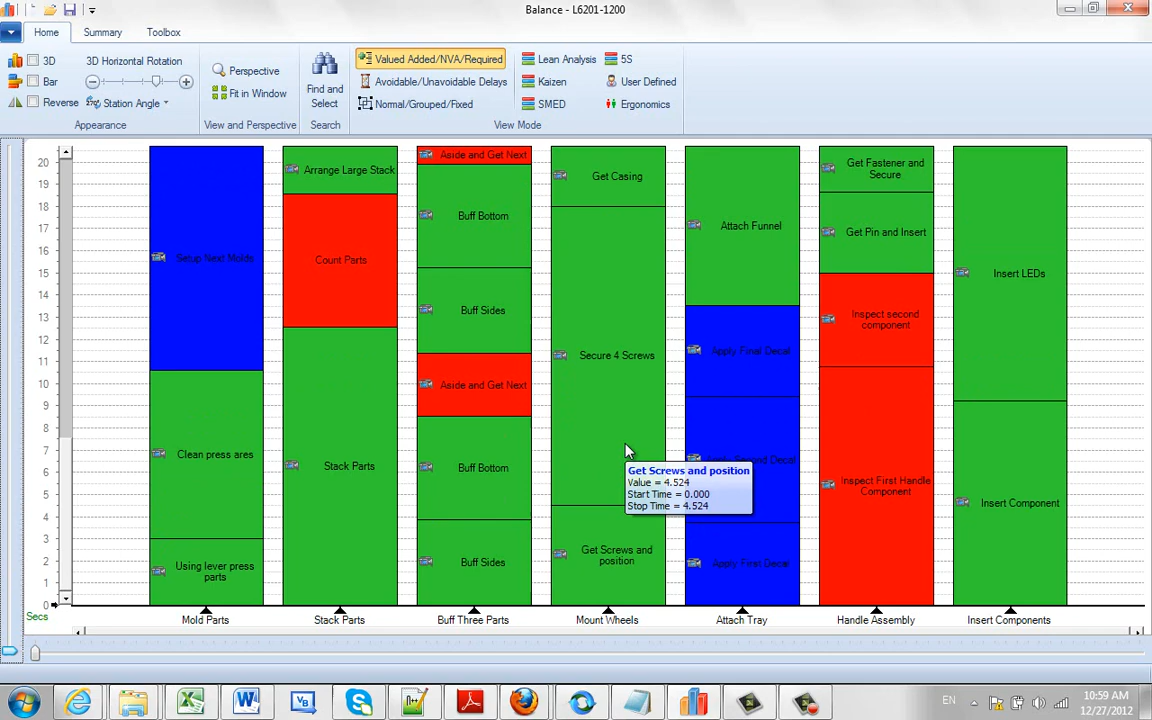 Balance - L6201-1200
Home Summary Toolbox
3D 3D Horizontal Rotation
Bar
Reverse Station Angle
Appearance
Perspective
Fit in Window
View and Perspective
Find and
Select
Search
Valued Added/NVA/Required Lean Analysis 5S
Avoidable/Unavoidable Delays Kaizen User Defined
Normal/Grouped/Fixed SMED Ergonomics
View Mode
20
19
18
17
16
15
14
13
12
11
10
9
8
7
6
5
4
3
2
1
0
Secs
Setup Next Molds
Clean press ares
Using lever press
parts
Mold Parts
Arrange Large Stack
Count Parts
Stack Parts
Stack Parts
Aside and Get Next
Buff Bottom
Buff Sides
Aside and Get Next
Buff Bottom
Buff Sides
Buff Three Parts
Get Casing
Secure 4 Screws
Get Screws and
position
Mount Wheels
Get Screws and position
Value = 4.524
Start Time = 0.000
Stop Time = 4.524
Attach Funnel
Apply Final Decal
Second Decal
Apply First Decal
Attach Tray
Get Fastener and
Secure
Get Pin and Insert
Inspect second
component
Inspect First Handle
Component
Handle Assembly
Insert LEDs
Insert Component
Insert Components
EN
10:59 AM
12/27/2012